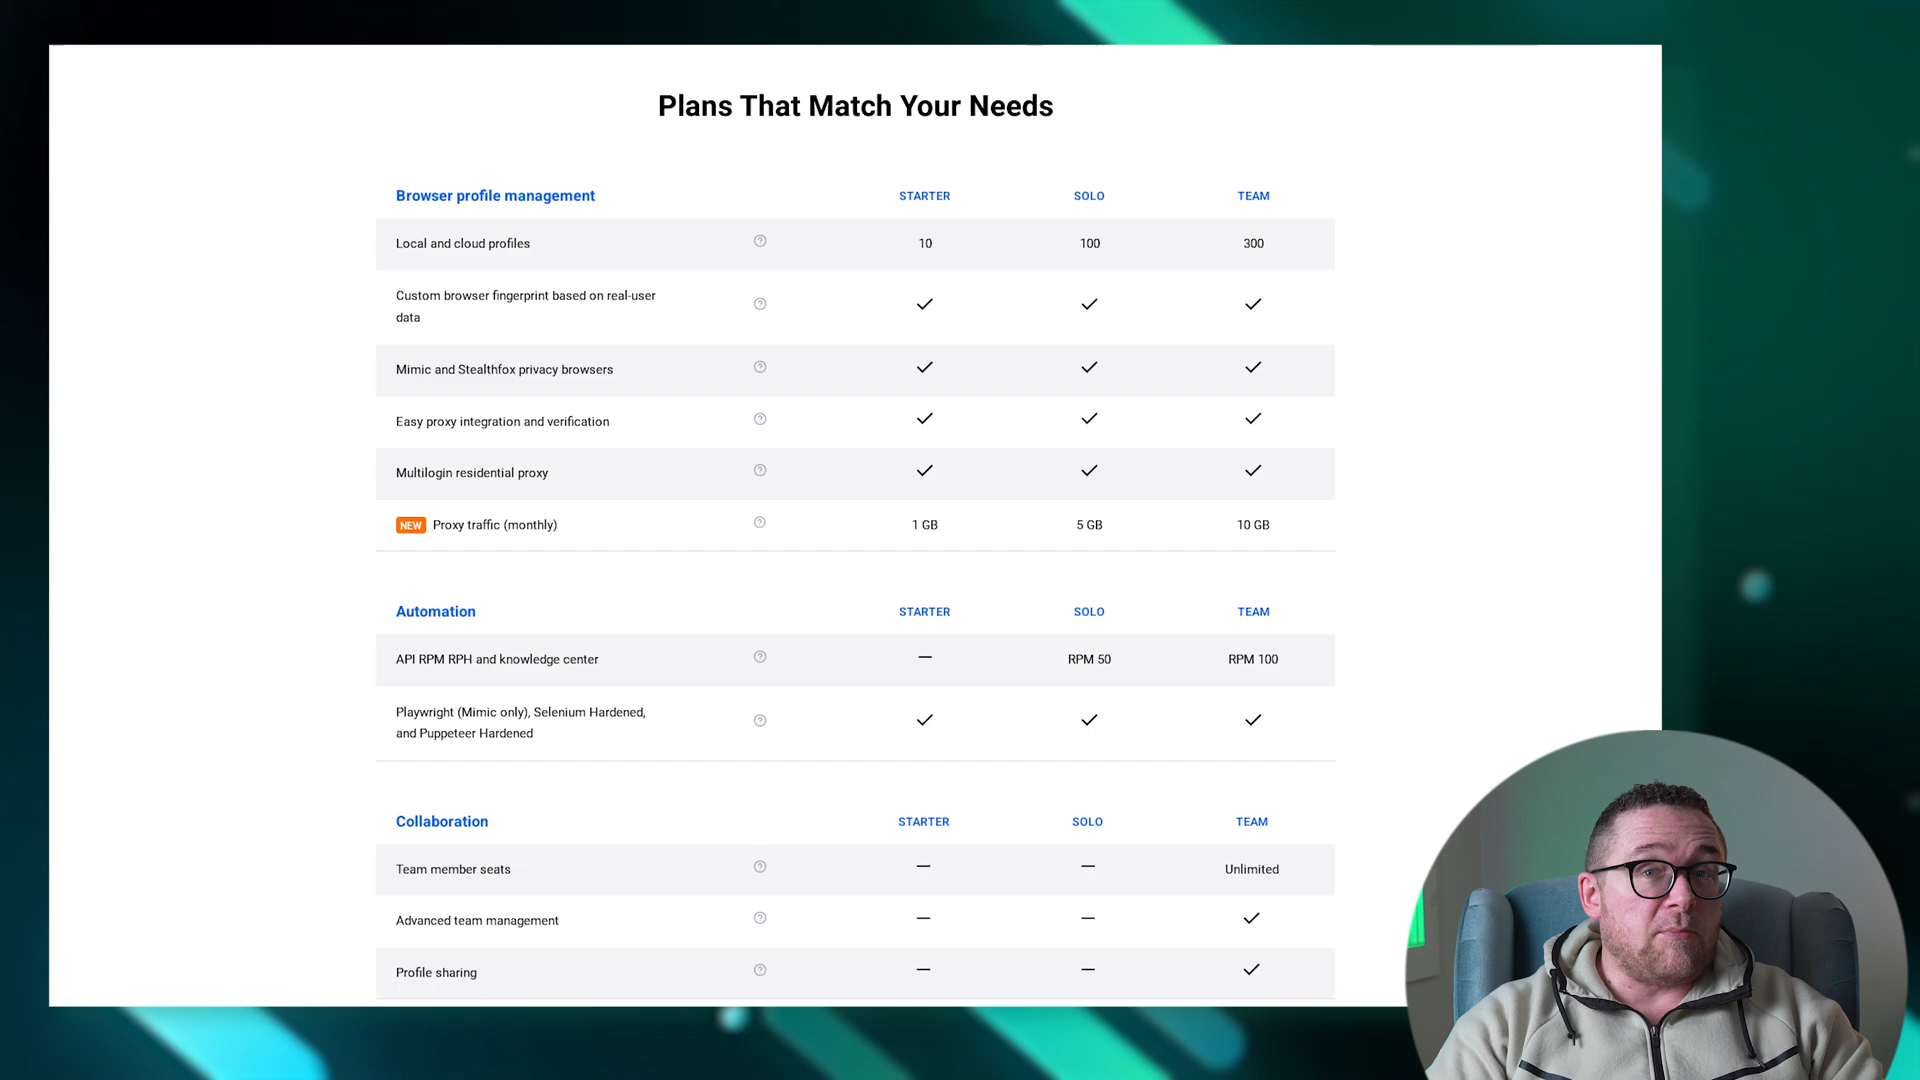 Plans That Match Your Needs
Browser profile management STARTER SOLO TEAM
Local and cloud profiles 10 100 300
Custom browser fingerprint based on real-user
data
Mimic and Stealthfox privacy browsers
Easy proxy integration and verification
Multilogin residential proxy
NEW Proxy traffic (monthly) 1 GB 5 GB 10 GB
Automation STARTER SOLO TEAM
API RPM RPH and knowledge center — RPM 50 RPM 100
Playwright (Mimic only), Selenium Hardened,
and Puppeteer Hardened
Collaboration STARTER SOLO TEAM
Team member seats — — Unlimited
Advanced team management — —
Profile sharing — —